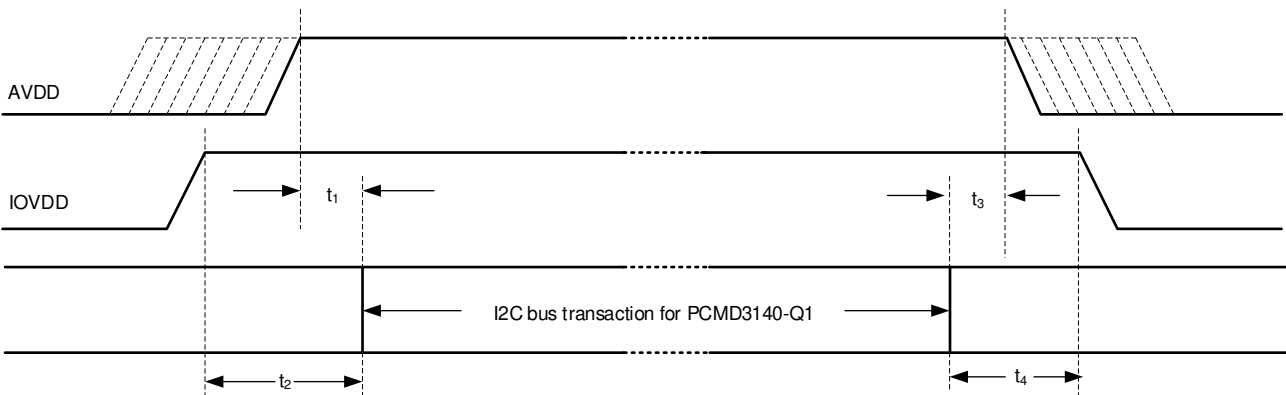 AVDD
IOVDD
t₁
t₃
I2C bus transaction for PCMD3140-Q1
t₂
t₄